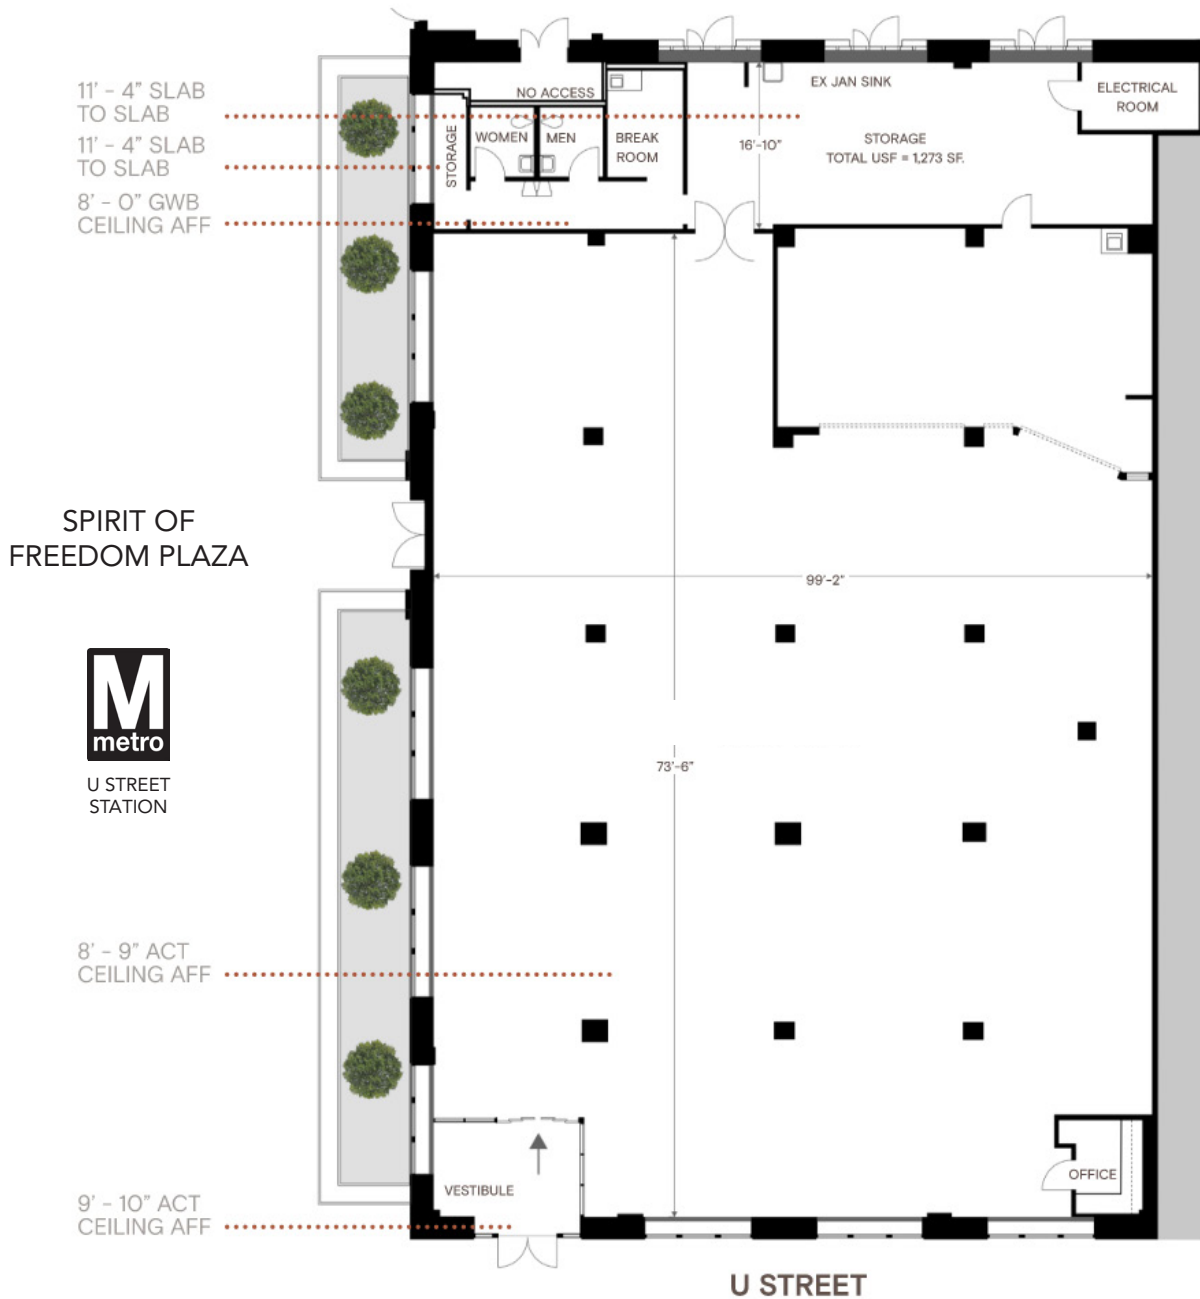 11' - 4" SLAB
TO SLAB
11' - 4" SLAB
TO SLAB
8' - 0" GWB
CEILING AFF
NO ACCESS
STORAGE
WOMEN
MEN
BREAK
ROOM
16'-10"
EX JAN SINK
STORAGE
TOTAL USF = 1,273 SF.
ELECTRICAL
ROOM
SPIRIT OF
FREEDOM PLAZA
99'-2"
M
metro
U STREET
STATION
73'-6"
8' - 9" ACT
CEILING AFF
OFFICE
VESTIBULE
9' - 10" ACT
CEILING AFF
U STREET